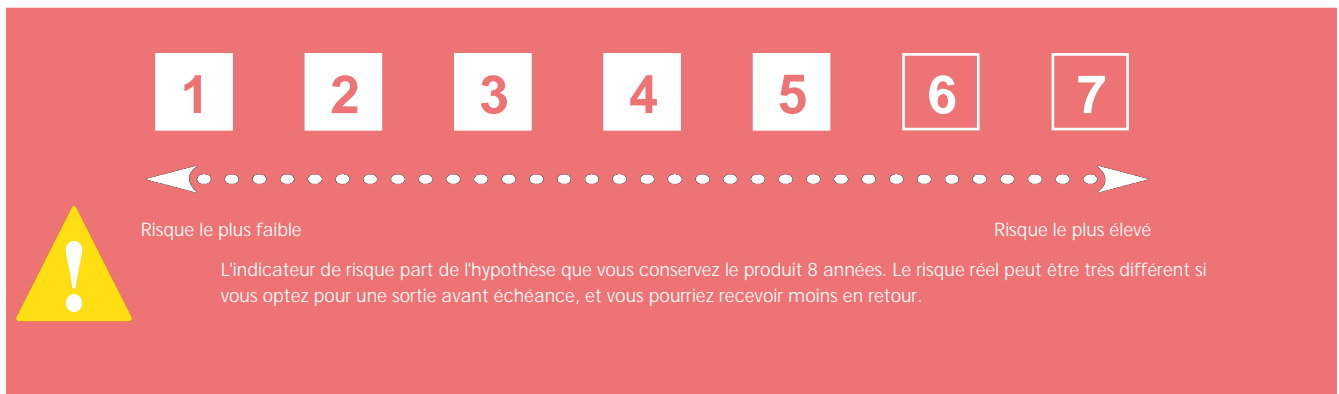 1 2 3 4 5 6 7
Risque le plus faible Risque le plus élevé
!
L'indicateur de risque part de l'hypothèse que vous conservez le produit 8 années. Le risque réel peut être très différent si
vous optez pour une sortie avant échéance, et vous pourriez recevoir moins en retour.